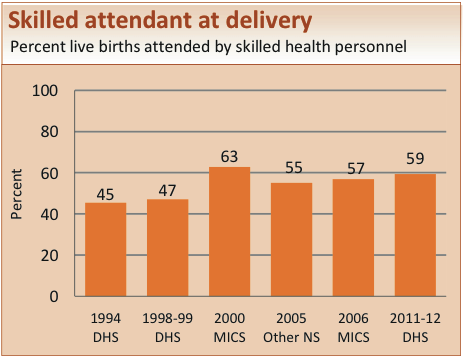 Skilled attendant at delivery
Percent live births attended by skilled health personnel
100
80
60
40
20
0
Percent
45
47
63
55
57
59
1994 1998-99 2000 2005 2006 2011-12
DHS DHS MICS Other NS MICS DHS